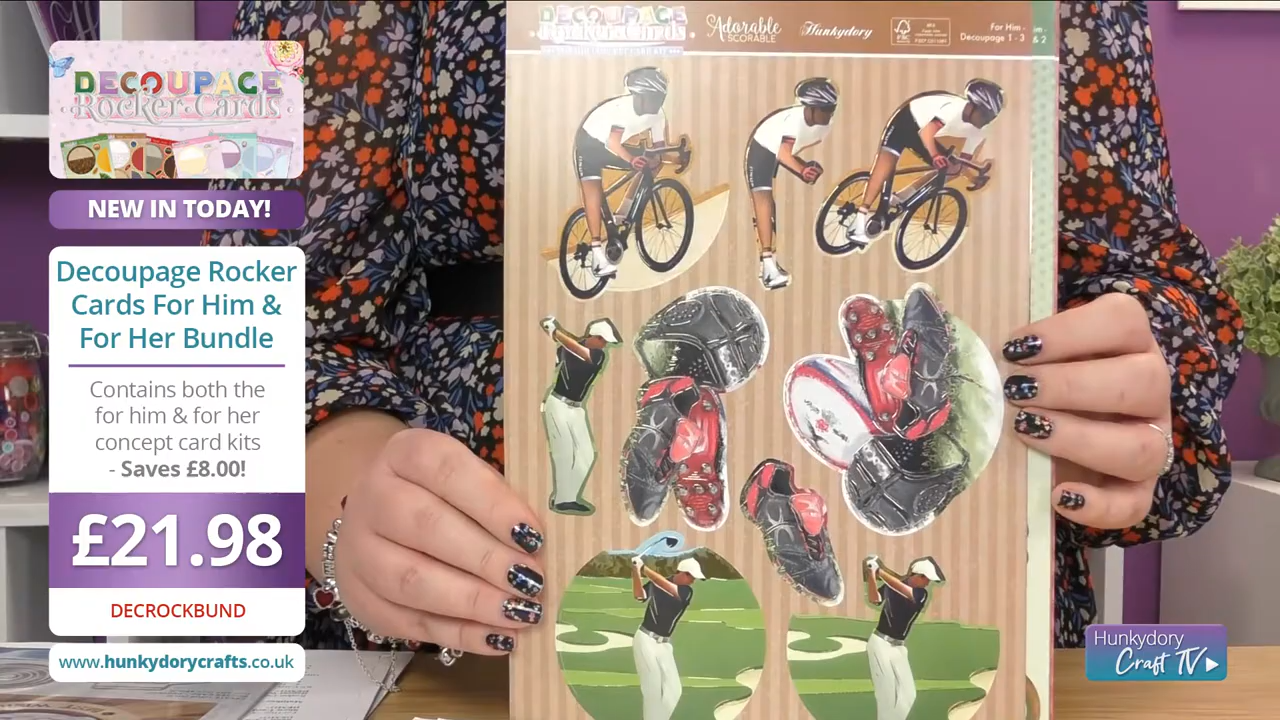 DECOUPAGE
Rocker Cards
NEW IN TODAY!
Decoupage Rocker
Cards For Him &
For Her Bundle
Contains both the
for him & for her
concept card kits
- Saves £8.00!
£21.98
DECROCKBUND
www.hunkydorycrafts.co.uk
DECOUPAGE
Rocker Cards
Adorable
SCORABLE
Hunkydory
FSC
For Him -
Decoupage 1 - 3
& 2
Hunkydory
Craft TV